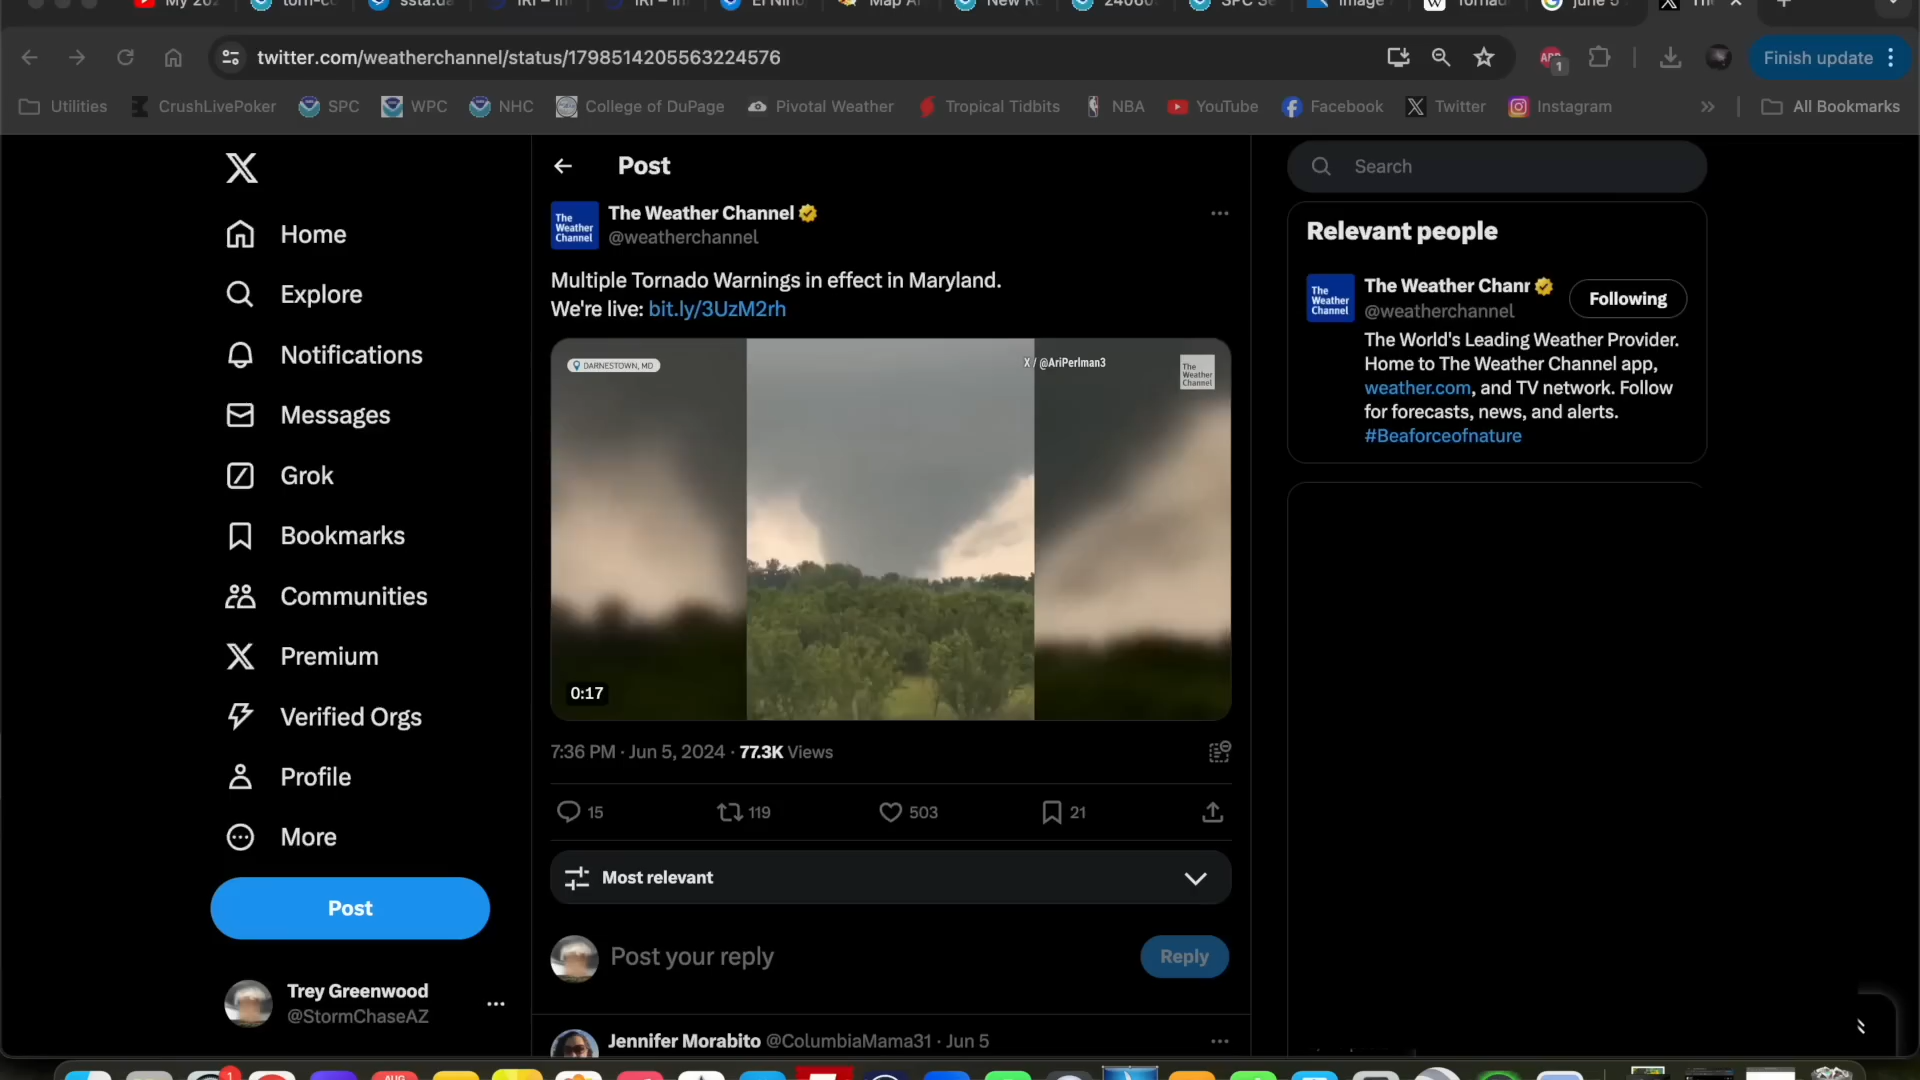 twitter.com/weatherchannel/status/1798514205563224576
Finish update
Utilities
CrushLivePoker
SPC
WPC
NHC
College of DuPage
Pivotal Weather
Tropical Tidbits
NBA
YouTube
Facebook
Twitter
Instagram
All Bookmarks
Home
Explore
Notifications
Messages
Grok
Bookmarks
Communities
Premium
Verified Orgs
Profile
More
Post
Trey Greenwood
@StormChaseAZ
Post
The Weather Channel
@weatherchannel
Multiple Tornado Warnings in effect in Maryland.
We're live: bit.ly/3UzM2rh
DARNESTOWN, MD
X / @AriPerlman3
The
Weather
Channel
0:17
7:36 PM · Jun 5, 2024 · 77.3K Views
15
119
503
21
Most relevant
Post your reply
Reply
Jennifer Morabito @ColumbiaMama31 · Jun 5
Search
Relevant people
The Weather Chanr
@weatherchannel
Following
The World's Leading Weather Provider.
Home to The Weather Channel app,
weather.com, and TV network. Follow
for forecasts, news, and alerts.
#Beaforceofnature